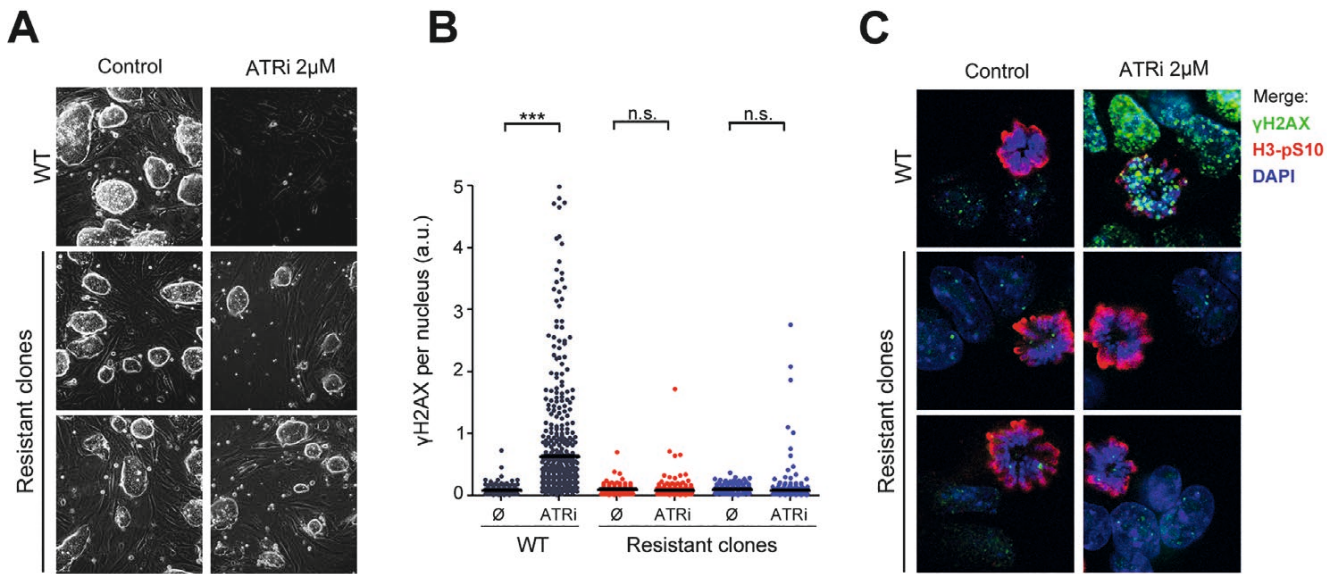 A
Control
ATRi 2μM
WT
Resistant clones
B
***
n.s.
n.s.
γH2AX per nucleus (a.u.)
5
4
3
2
1
0
Ø
ATRi
Ø
ATRi
Ø
ATRi
WT
Resistant clones
C
Control
ATRi 2μM
Merge:
γH2AX
H3-pS10
DAPI
WT
Resistant clones